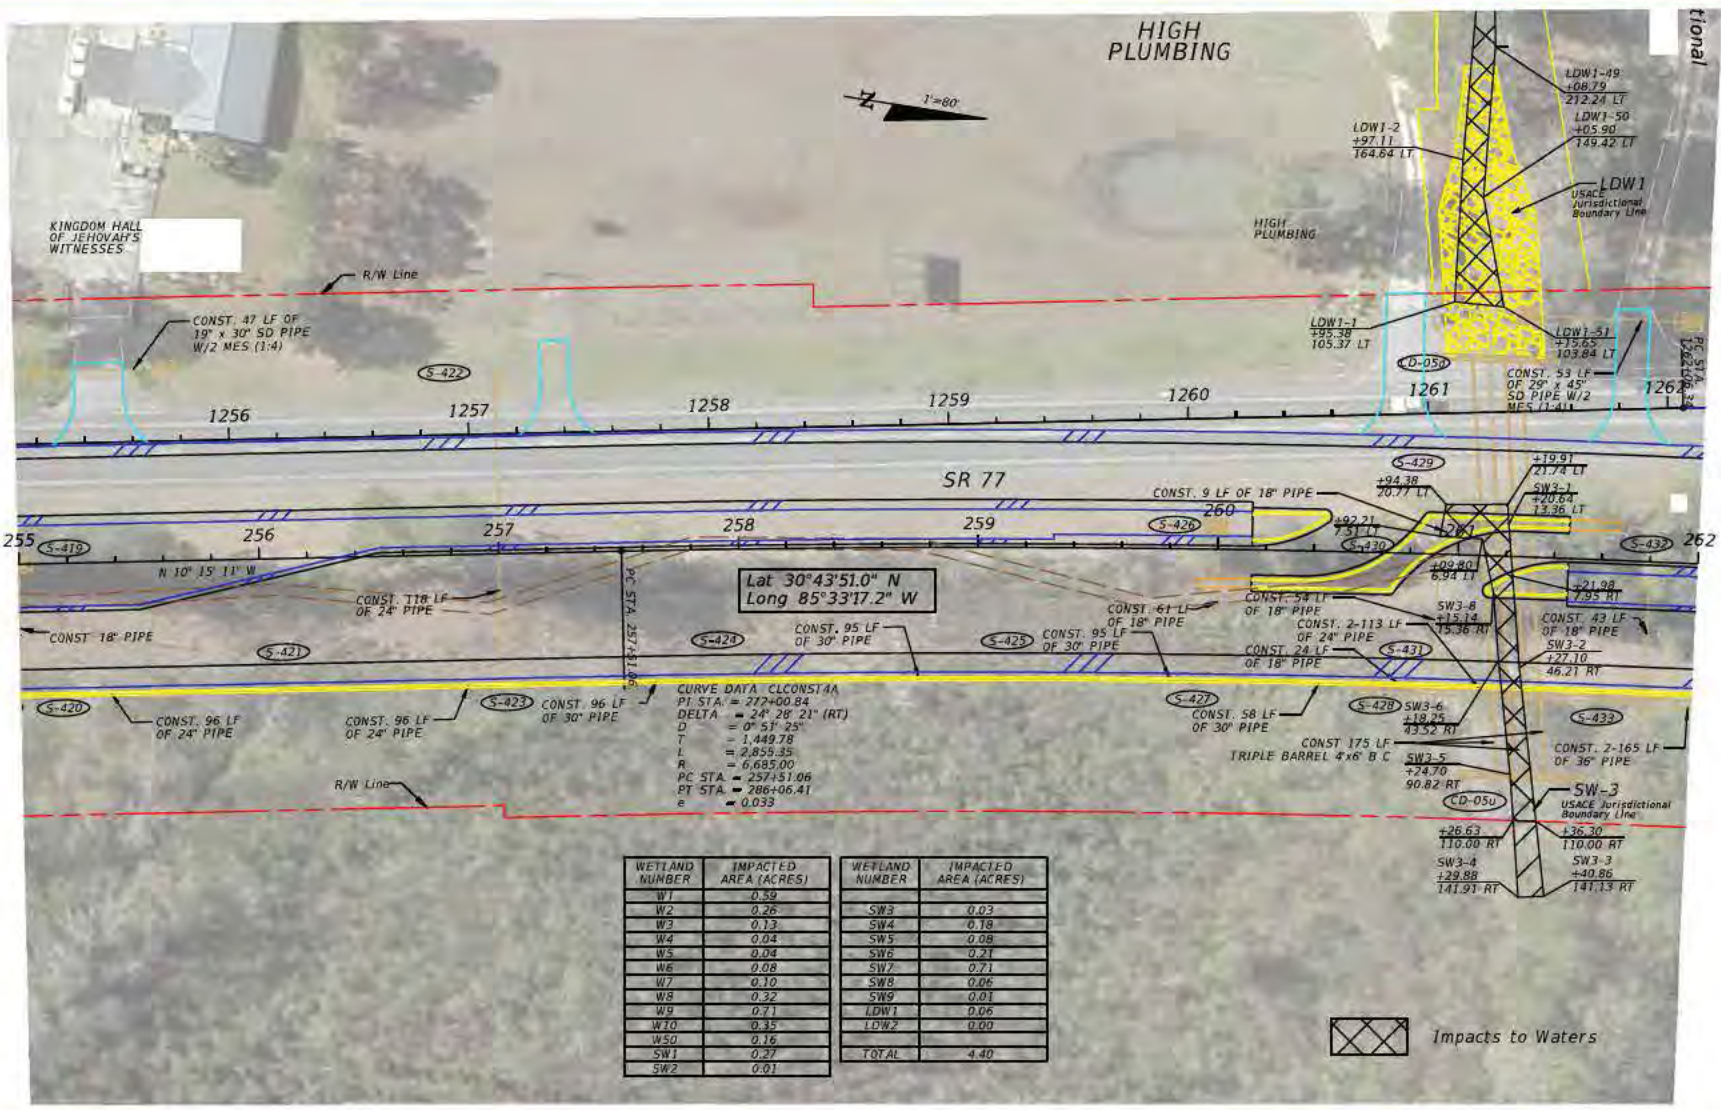 HIGH
PLUMBING
tional
Z
1"=80'
LDW1-49
+08.79
212.24 LT
LDW1-50
+05.90
149.42 LT
LDW1-2
+97.11
164.64 LT
LDW1
USACE
Jurisdictional
Boundary Line
HIGH
PLUMBING
KINGDOM HALL
OF JEHOVAH'S
WITNESSES
R/W Line
CONST. 47 LF OF
19" x 30" SD PIPE
W/2 MES (1:4)
LDW1-1
+95.38
105.37 LT
LDW1-51
+15.65
103.84 LT
PC STA.
CD-05d
CONST. 53 LF
OF 29" x 45"
SD PIPE W/2
MES (1:4)
S-422
1256
1257
1258
1259
1260
1261
1262
SR 77
S-429
+94.38
20.77 LT
+19.91
21.74 LT
SW3-1
+20.64
13.36 LT
CONST. 9 LF OF 18" PIPE
+92.21
7.51 LT
S-426
S-430
S-432
255
256
257
258
259
260
261
262
S-419
N 10° 15' 11" W
+09.80
6.94 LT
+21.98
7.95 RT
PC STA. 257+51.06
Lat 30°43'51.0" N
Long 85°33'17.2" W
CONST. 118 LF
OF 24" PIPE
CONST. 61 LF
OF 18" PIPE
CONST. 54 LF
OF 18" PIPE
SW3-8
+15.14
15.36 RT
CONST. 43 LF
OF 18" PIPE
CONST 18" PIPE
S-421
S-424
CONST. 95 LF
OF 30" PIPE
S-425
CONST. 95 LF
OF 30" PIPE
CONST. 2-113 LF
OF 24" PIPE
CONST. 24 LF
OF 18" PIPE
S-431
SW3-2
+27.10
46.21 RT
S-420
CONST. 96 LF
OF 24" PIPE
CONST. 96 LF
OF 24" PIPE
S-423
CONST. 96 LF
OF 30" PIPE
CURVE DATA CLCONST4A
PI STA. = 272+00.84
DELTA = 24° 28' 21" (RT)
D = 0° 51' 25"
T = 1,449.78
L = 2,855.35
R = 6,685.00
PC STA. = 257+51.06
PT STA. = 286+06.41
e = 0.033
S-427
CONST. 58 LF
OF 30" PIPE
S-428
SW3-6
+18.25
43.52 RT
S-433
CONST 175 LF
TRIPLE BARREL 4'x6' B C
SW3-5
+24.70
90.82 RT
CONST. 2-165 LF
OF 36" PIPE
R/W Line
CD-05u
SW-3
USACE Jurisdictional
Boundary Line
+26.63
110.00 RT
+36.30
110.00 RT
SW3-4
+29.88
141.91 RT
SW3-3
+40.86
141.13 RT
WETLAND NUMBER IMPACTED AREA (ACRES)
W1 0.59
W2 0.26
W3 0.13
W4 0.04
W5 0.04
W6 0.08
W7 0.10
W8 0.32
W9 0.71
W10 0.35
W50 0.16
SW1 0.27
SW2 0.01
WETLAND NUMBER IMPACTED AREA (ACRES)
SW3 0.03
SW4 0.18
SW5 0.08
SW6 0.21
SW7 0.71
SW8 0.06
SW9 0.01
LDW1 0.06
LDW2 0.00
TOTAL 4.40
Impacts to Waters